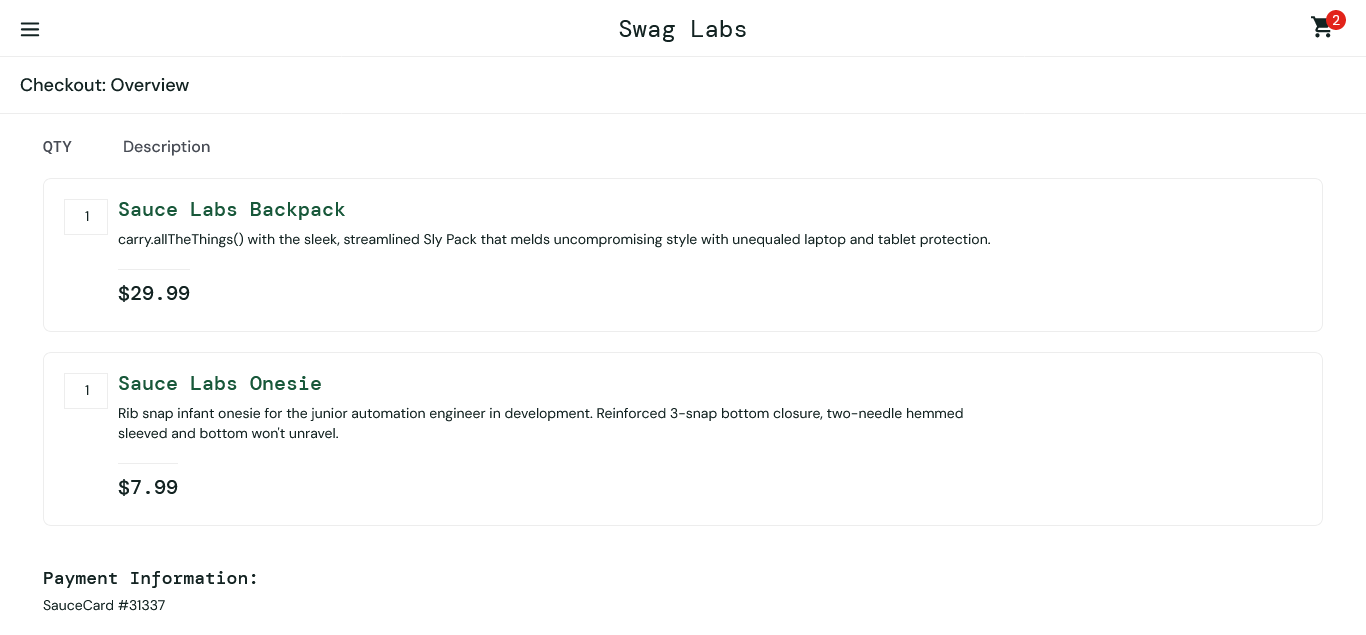 Swag Labs
2
Checkout: Overview
QTY Description
1
Sauce Labs Backpack
carry.allTheThings() with the sleek, streamlined Sly Pack that melds uncompromising style with unequaled laptop and tablet protection.
$29.99
1
Sauce Labs Onesie
Rib snap infant onesie for the junior automation engineer in development. Reinforced 3-snap bottom closure, two-needle hemmed
sleeved and bottom won't unravel.
$7.99
Payment Information:
SauceCard #31337